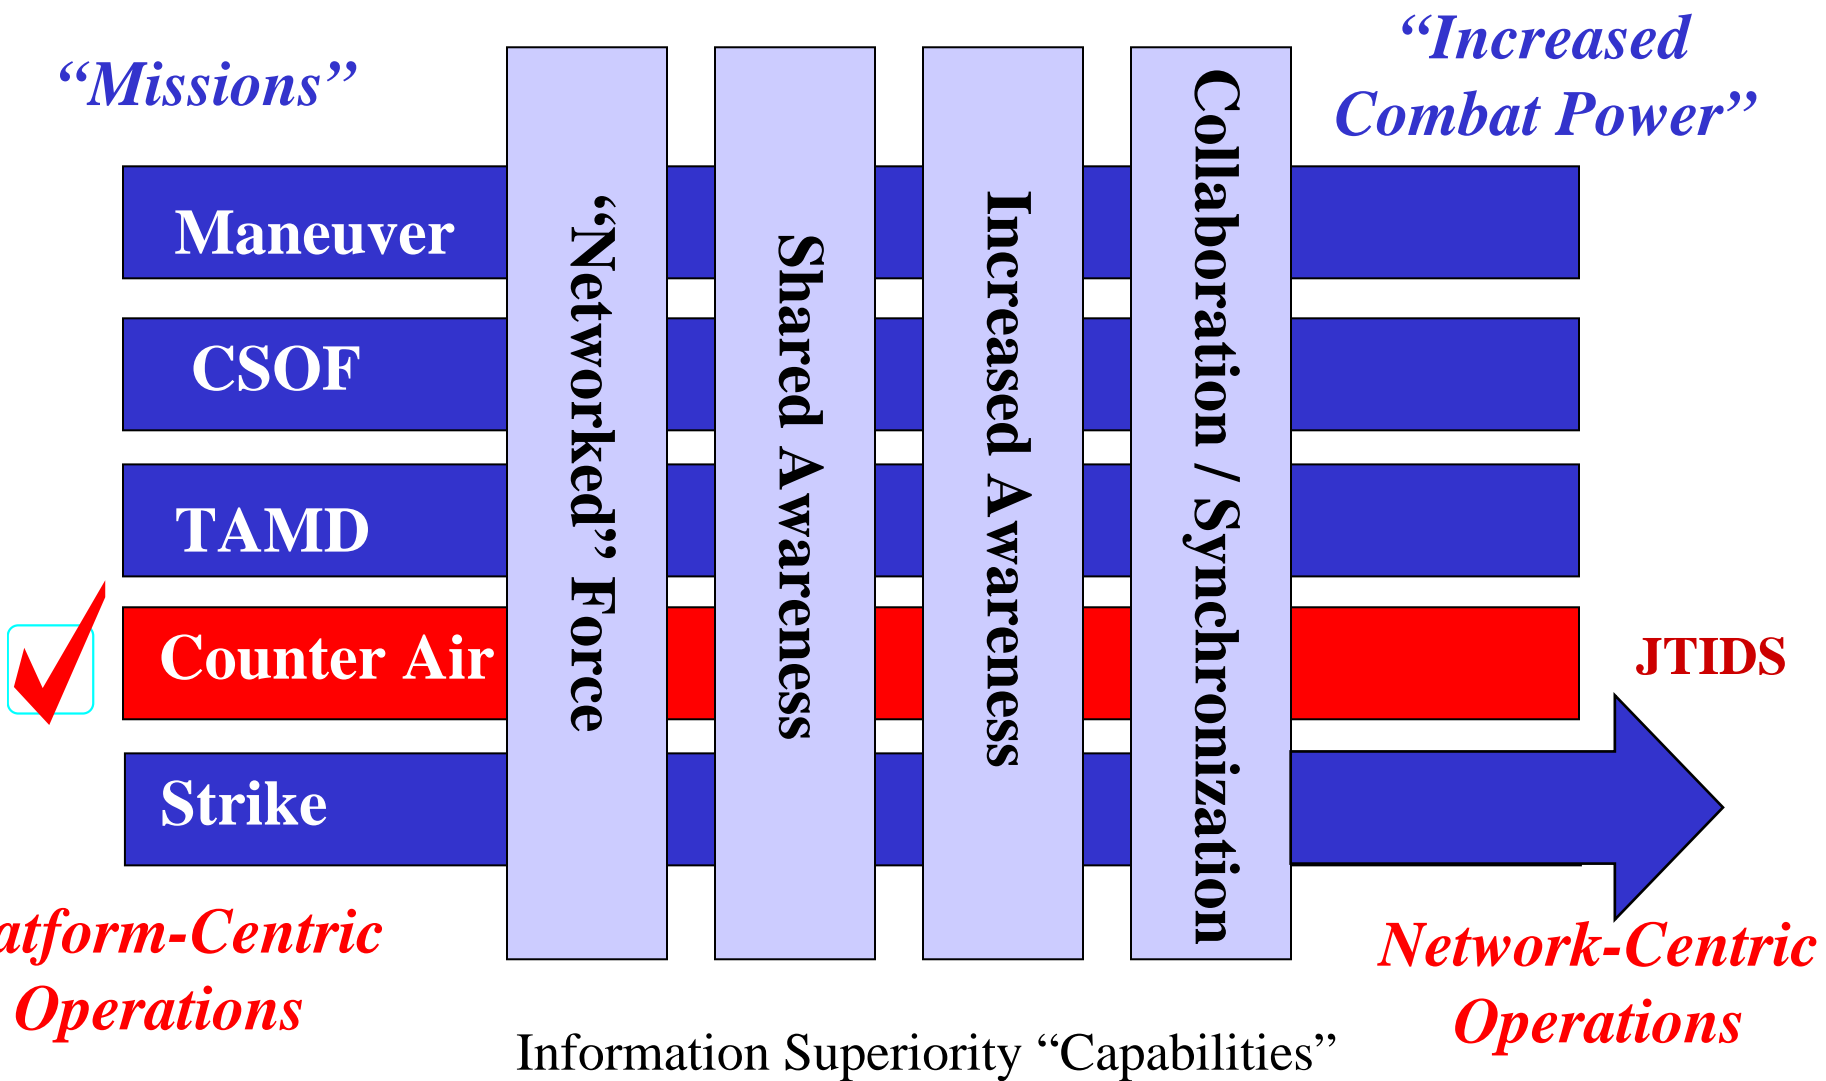 “Missions”
“Increased
Combat Power”
Maneuver
CSOF
TAMD
Counter Air
Strike
“Networked” Force
Shared Awareness
Increased Awareness
Collaboration / Synchronization
JTIDS
atform-Centric
Operations
Network-Centric
Operations
Information Superiority “Capabilities”